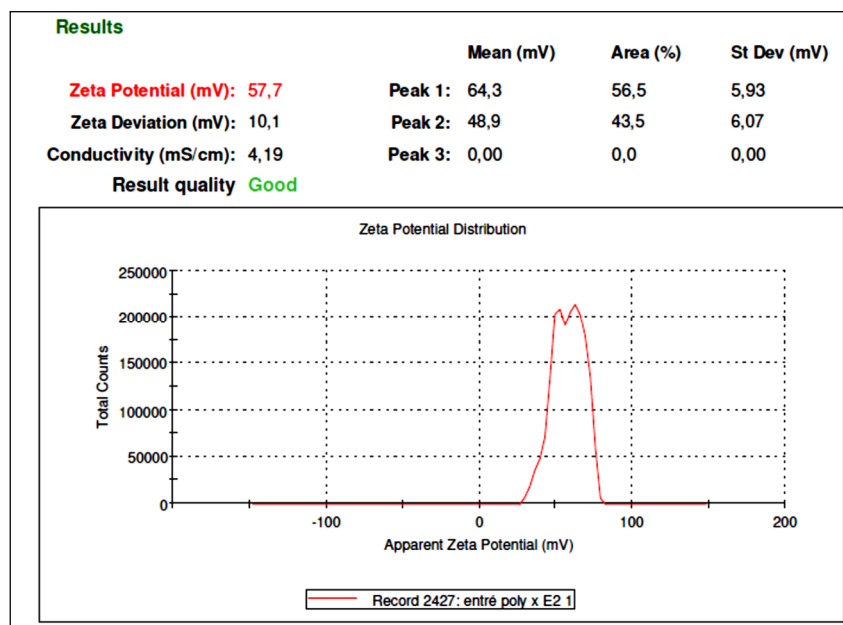 Results
Mean (mV) Area (%) St Dev (mV)
Zeta Potential (mV): 57,7 Peak 1: 64,3 56,5 5,93
Zeta Deviation (mV): 10,1 Peak 2: 48,9 43,5 6,07
Conductivity (mS/cm): 4,19 Peak 3: 0,00 0,0 0,00
Result quality Good
Zeta Potential Distribution
250000
200000
150000
100000
50000
0
Total Counts
-100 0 100 200
Apparent Zeta Potential (mV)
Record 2427: entré poly x E2 1